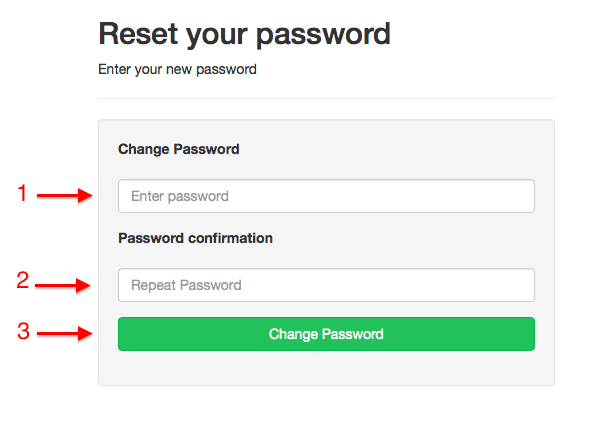 Reset your password
Enter your new password
Change Password
1
Enter password
Password confirmation
2
Repeat Password
3
Change Password